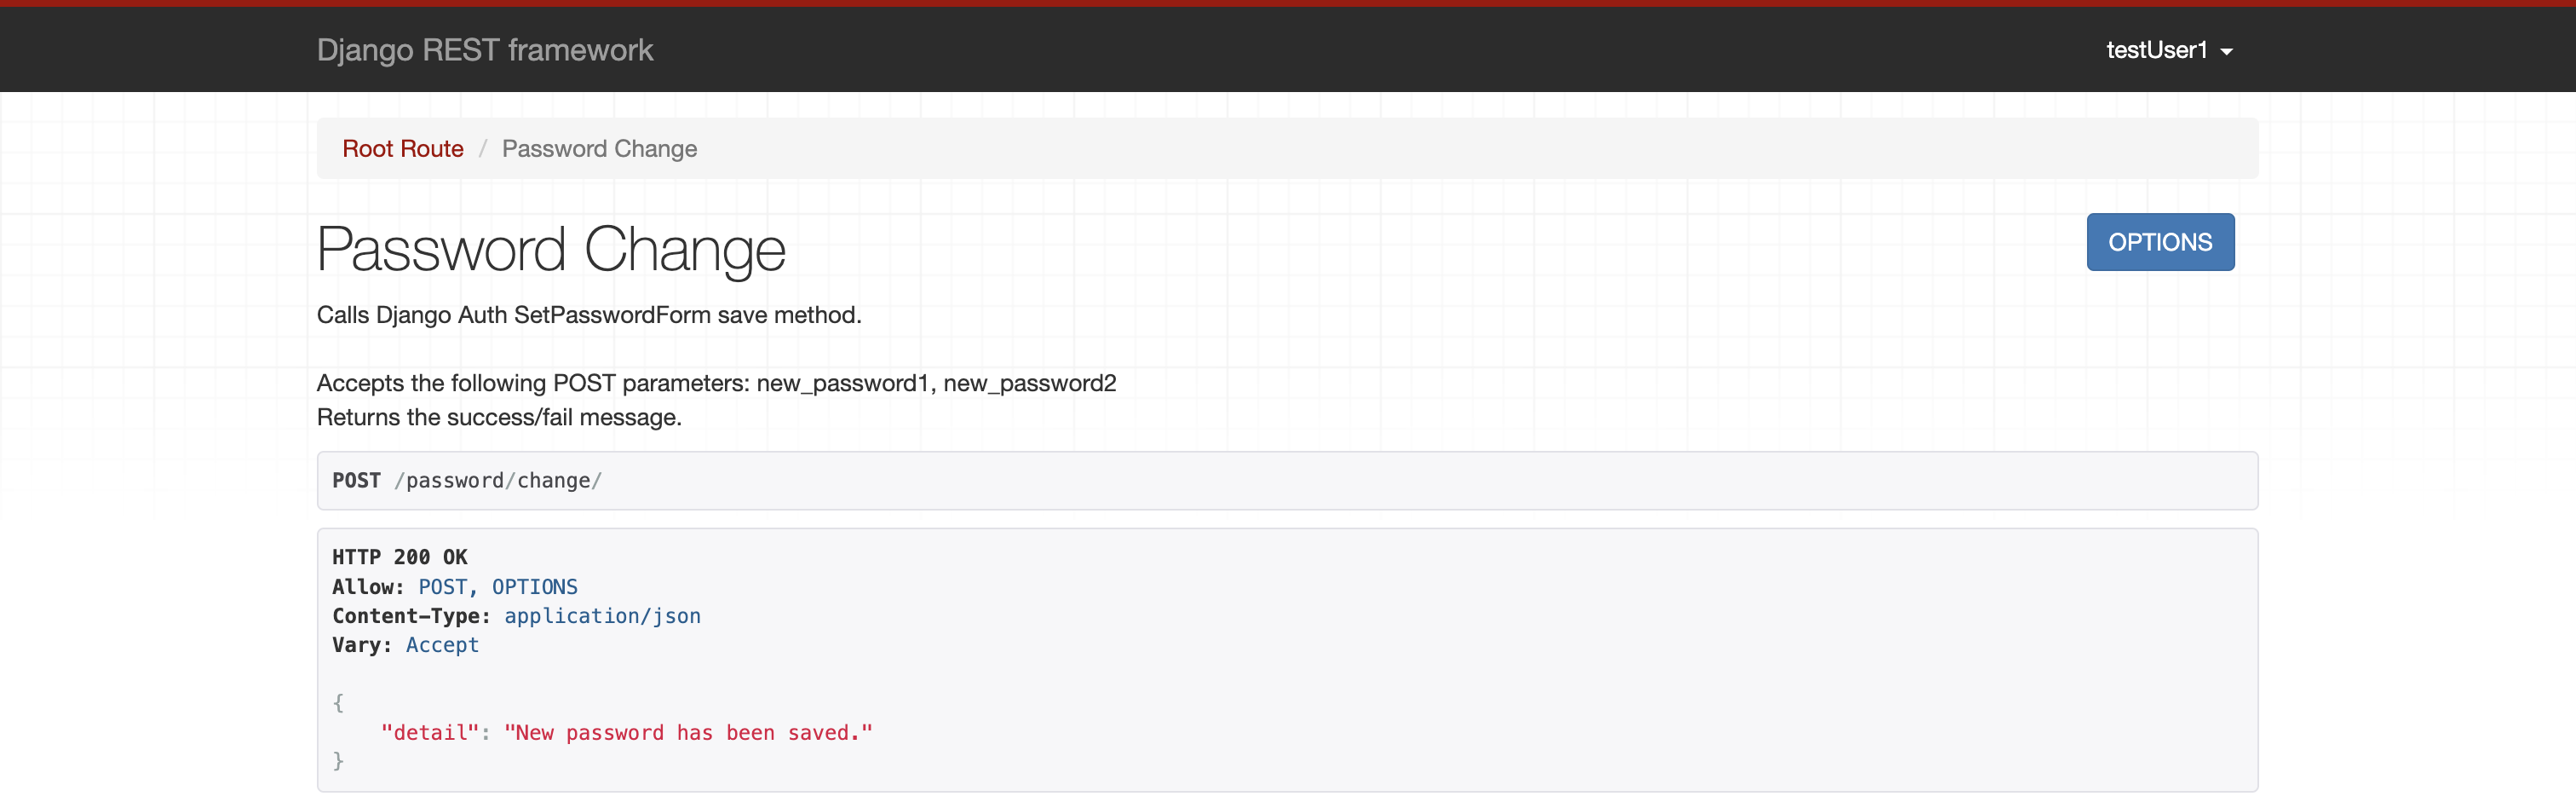 Django REST framework
testUser1
Root Route / Password Change
Password Change
OPTIONS
Calls Django Auth SetPasswordForm save method.
Accepts the following POST parameters: new_password1, new_password2
Returns the success/fail message.
POST /password/change/
HTTP 200 OK
Allow: POST, OPTIONS
Content-Type: application/json
Vary: Accept
{
    "detail": "New password has been saved."
}